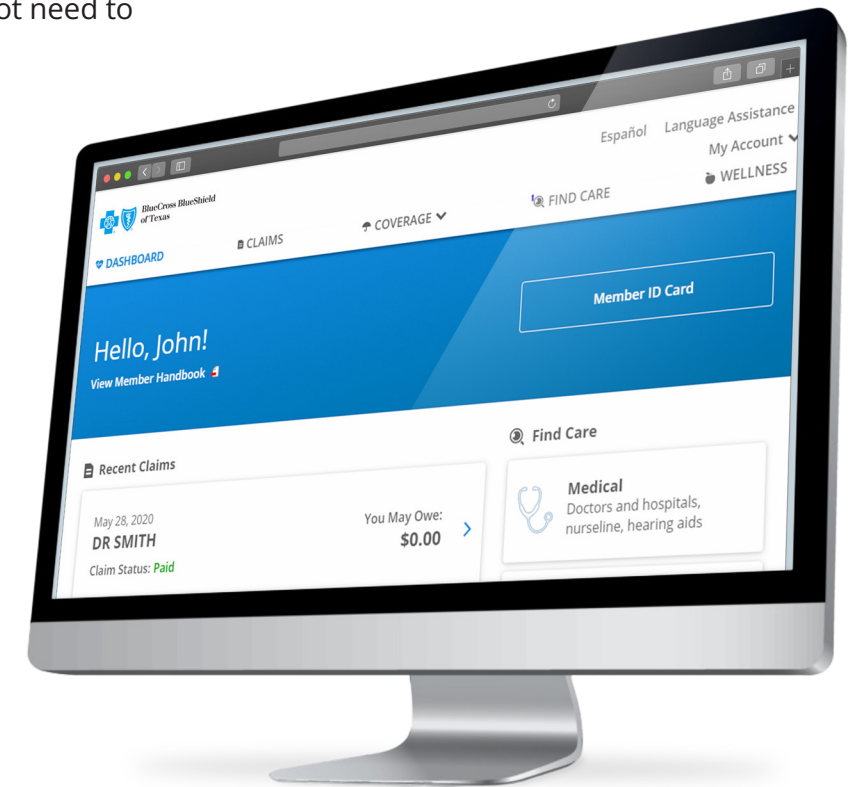 ot need to
Español Language Assistance
My Account
BlueCross BlueShield
of Texas
DASHBOARD
CLAIMS
COVERAGE
FIND CARE
WELLNESS
Hello, John!
View Member Handbook
Member ID Card
Recent Claims
May 28, 2020
DR SMITH
Claim Status: Paid
You May Owe:
$0.00
Find Care
Medical
Doctors and hospitals,
nurseline, hearing aids